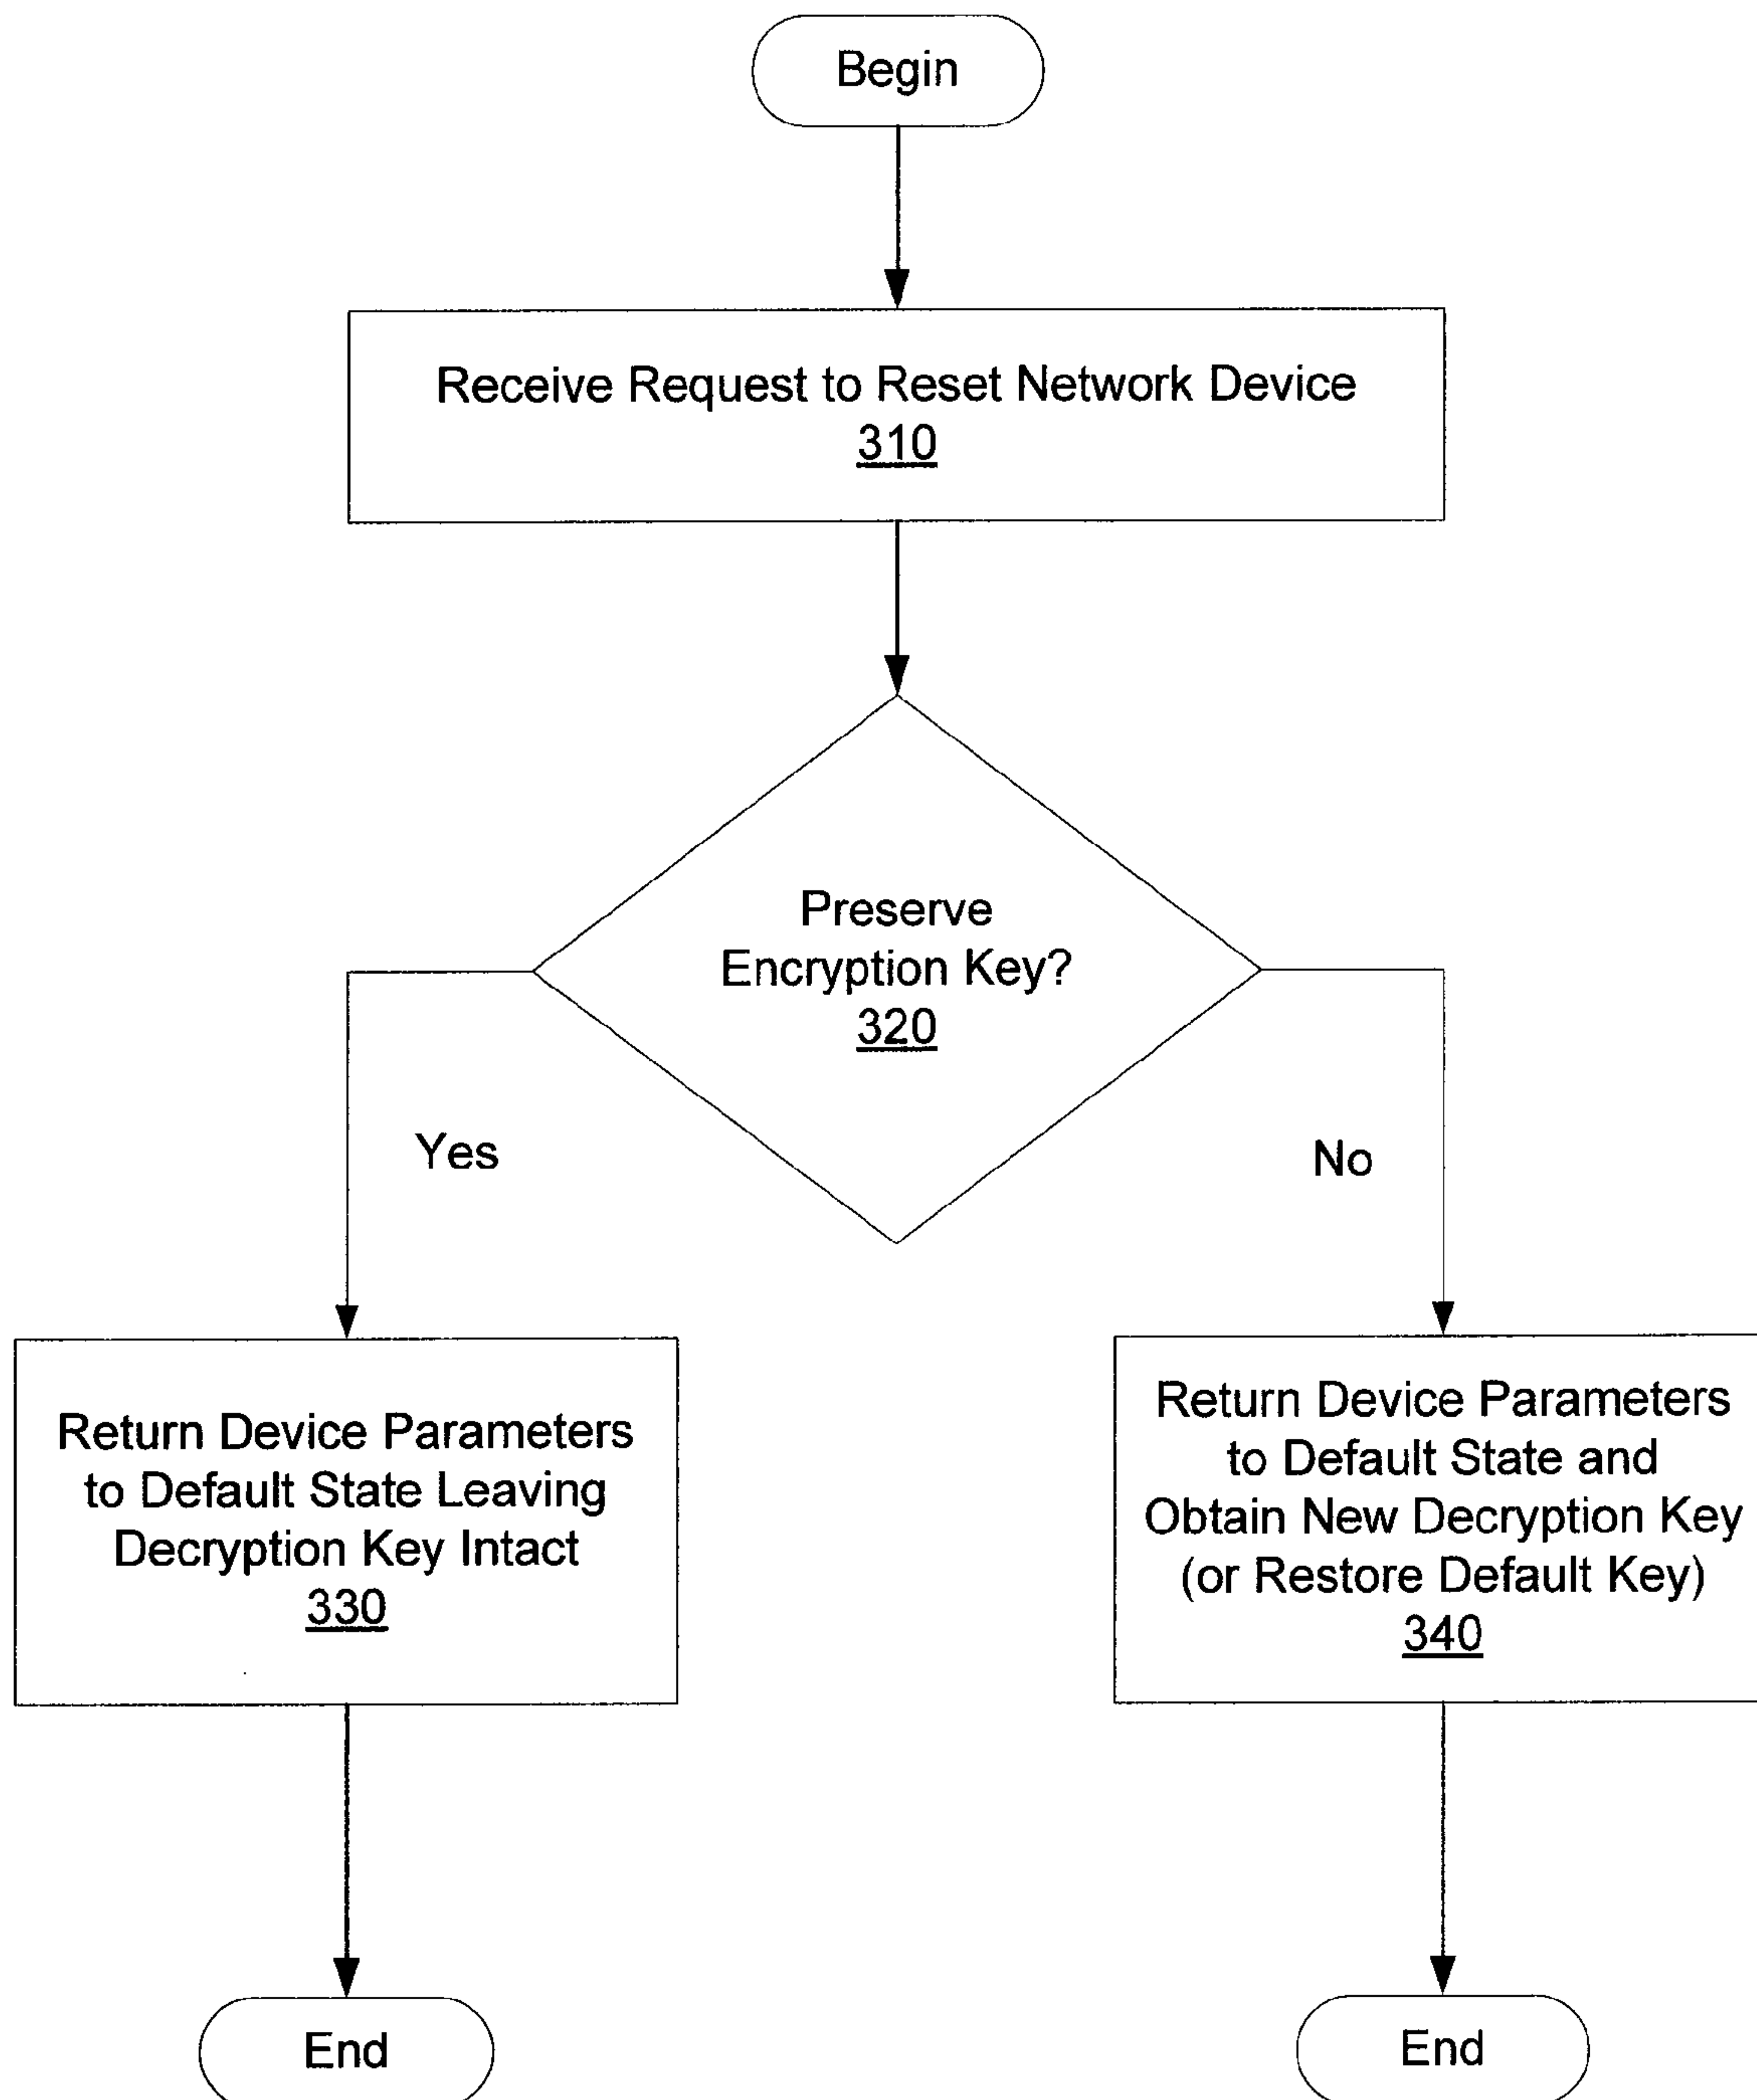 Begin
Receive Request to Reset Network Device
310
Preserve
Encryption Key?
320
Yes
No
Return Device Parameters
to Default State Leaving
Decryption Key Intact
330
Return Device Parameters
to Default State and
Obtain New Decryption Key
(or Restore Default Key)
340
End
End